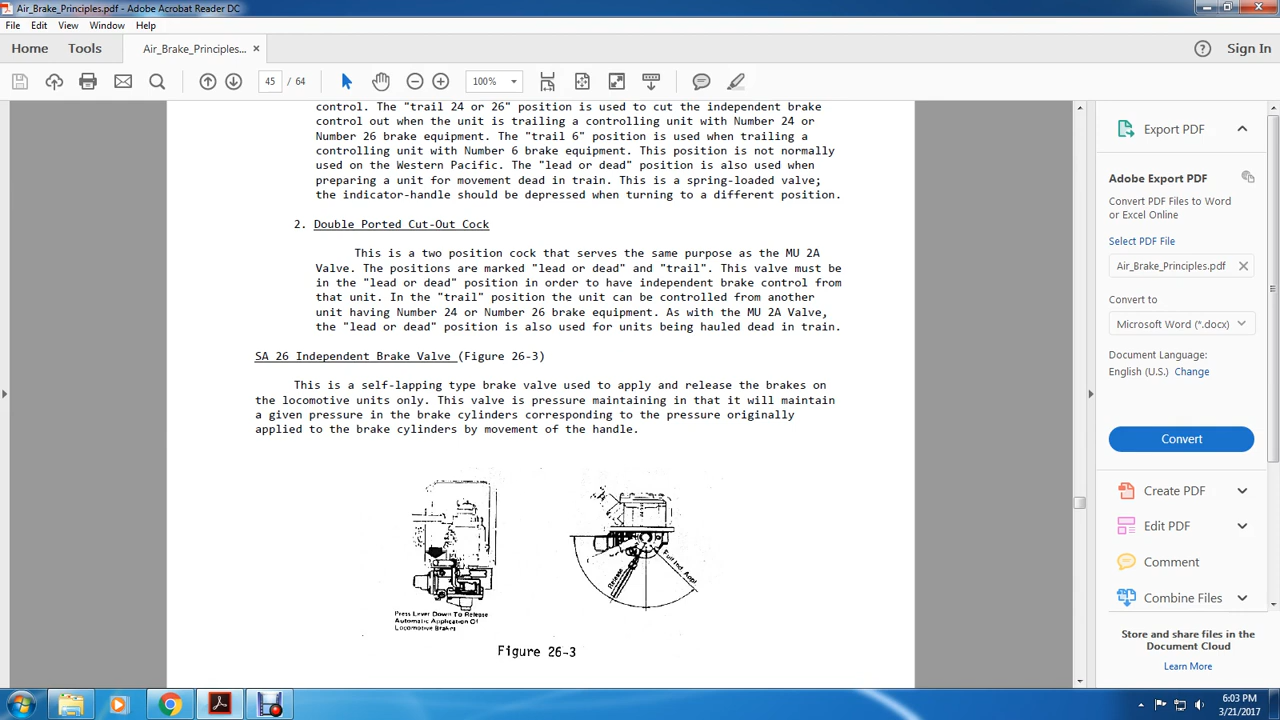 Air_Brake_Principles.pdf - Adobe Acrobat Reader DC
File Edit View Window Help
Home Tools Air_Brake_Principles... × Sign In
45 / 64 100%
control. The "trail 24 or 26" position is used to cut the independent brake
control out when the unit is trailing a controlling unit with Number 24 or
Number 26 brake equipment. The "trail 6" position is used when trailing a
controlling unit with Number 6 brake equipment. This position is not normally
used on the Western Pacific. The "lead or dead" position is also used when
preparing a unit for movement dead in train. This is a spring-loaded valve;
the indicator-handle should be depressed when turning to a different position.
2. Double Ported Cut-Out Cock
This is a two position cock that serves the same purpose as the MU 2A
Valve. The positions are marked "lead or dead" and "trail". This valve must be
in the "lead or dead" position in order to have independent brake control from
that unit. In the "trail" position the unit can be controlled from another
unit having Number 24 or Number 26 brake equipment. As with the MU 2A Valve,
the "lead or dead" position is also used for units being hauled dead in train.
SA 26 Independent Brake Valve (Figure 26-3)
This is a self-lapping type brake valve used to apply and release the brakes on
the locomotive units only. This valve is pressure maintaining in that it will maintain
a given pressure in the brake cylinders corresponding to the pressure originally
applied to the brake cylinders by movement of the handle.
Press Lever Down To Release
Automatic Application Of
Locomotive Brakes
Release
Full Ind. Appl.
Figure 26-3
Export PDF
Adobe Export PDF
Convert PDF Files to Word
or Excel Online
Select PDF File
Air_Brake_Principles.pdf
Convert to
Microsoft Word (*.docx)
Document Language:
English (U.S.) Change
Convert
Create PDF
Edit PDF
Comment
Combine Files
Store and share files in the
Document Cloud
Learn More
6:03 PM
3/21/2017